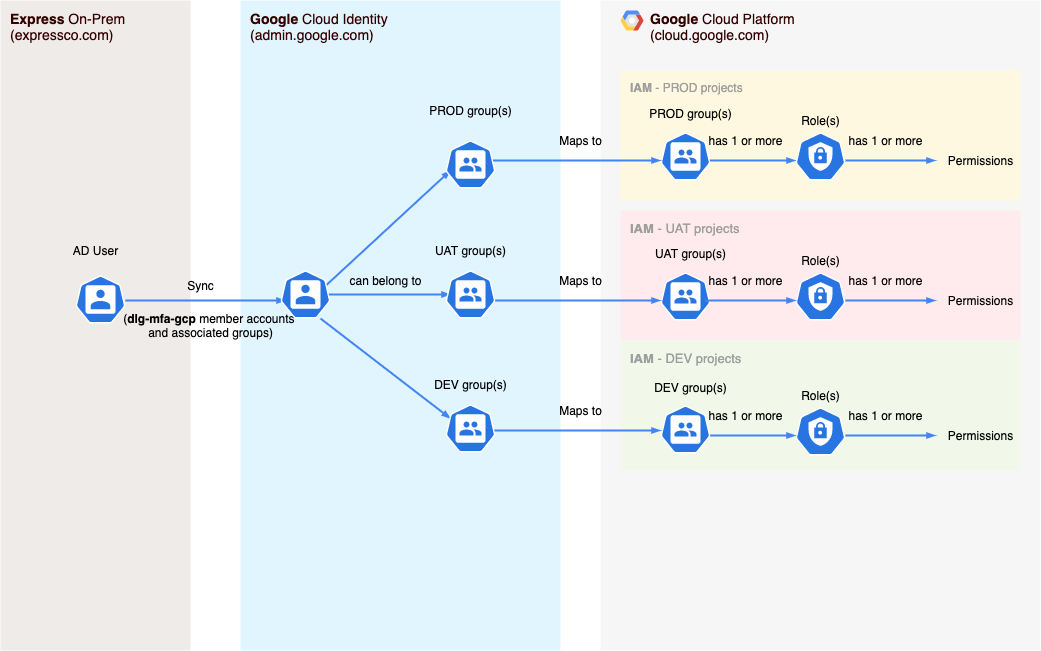 Express On-Prem
(expressco.com)
Google Cloud Identity
(admin.google.com)
Google Cloud Platform
(cloud.google.com)
IAM - PROD projects
PROD group(s)
PROD group(s)
Role(s)
Maps to
has 1 or more
has 1 or more
Permissions
IAM - UAT projects
AD User
UAT group(s)
UAT group(s)
Role(s)
Sync
can belong to
Maps to
has 1 or more
has 1 or more
Permissions
(dlg-mfa-gcp member accounts
and associated groups)
IAM - DEV projects
DEV group(s)
DEV group(s)
Role(s)
Maps to
has 1 or more
has 1 or more
Permissions